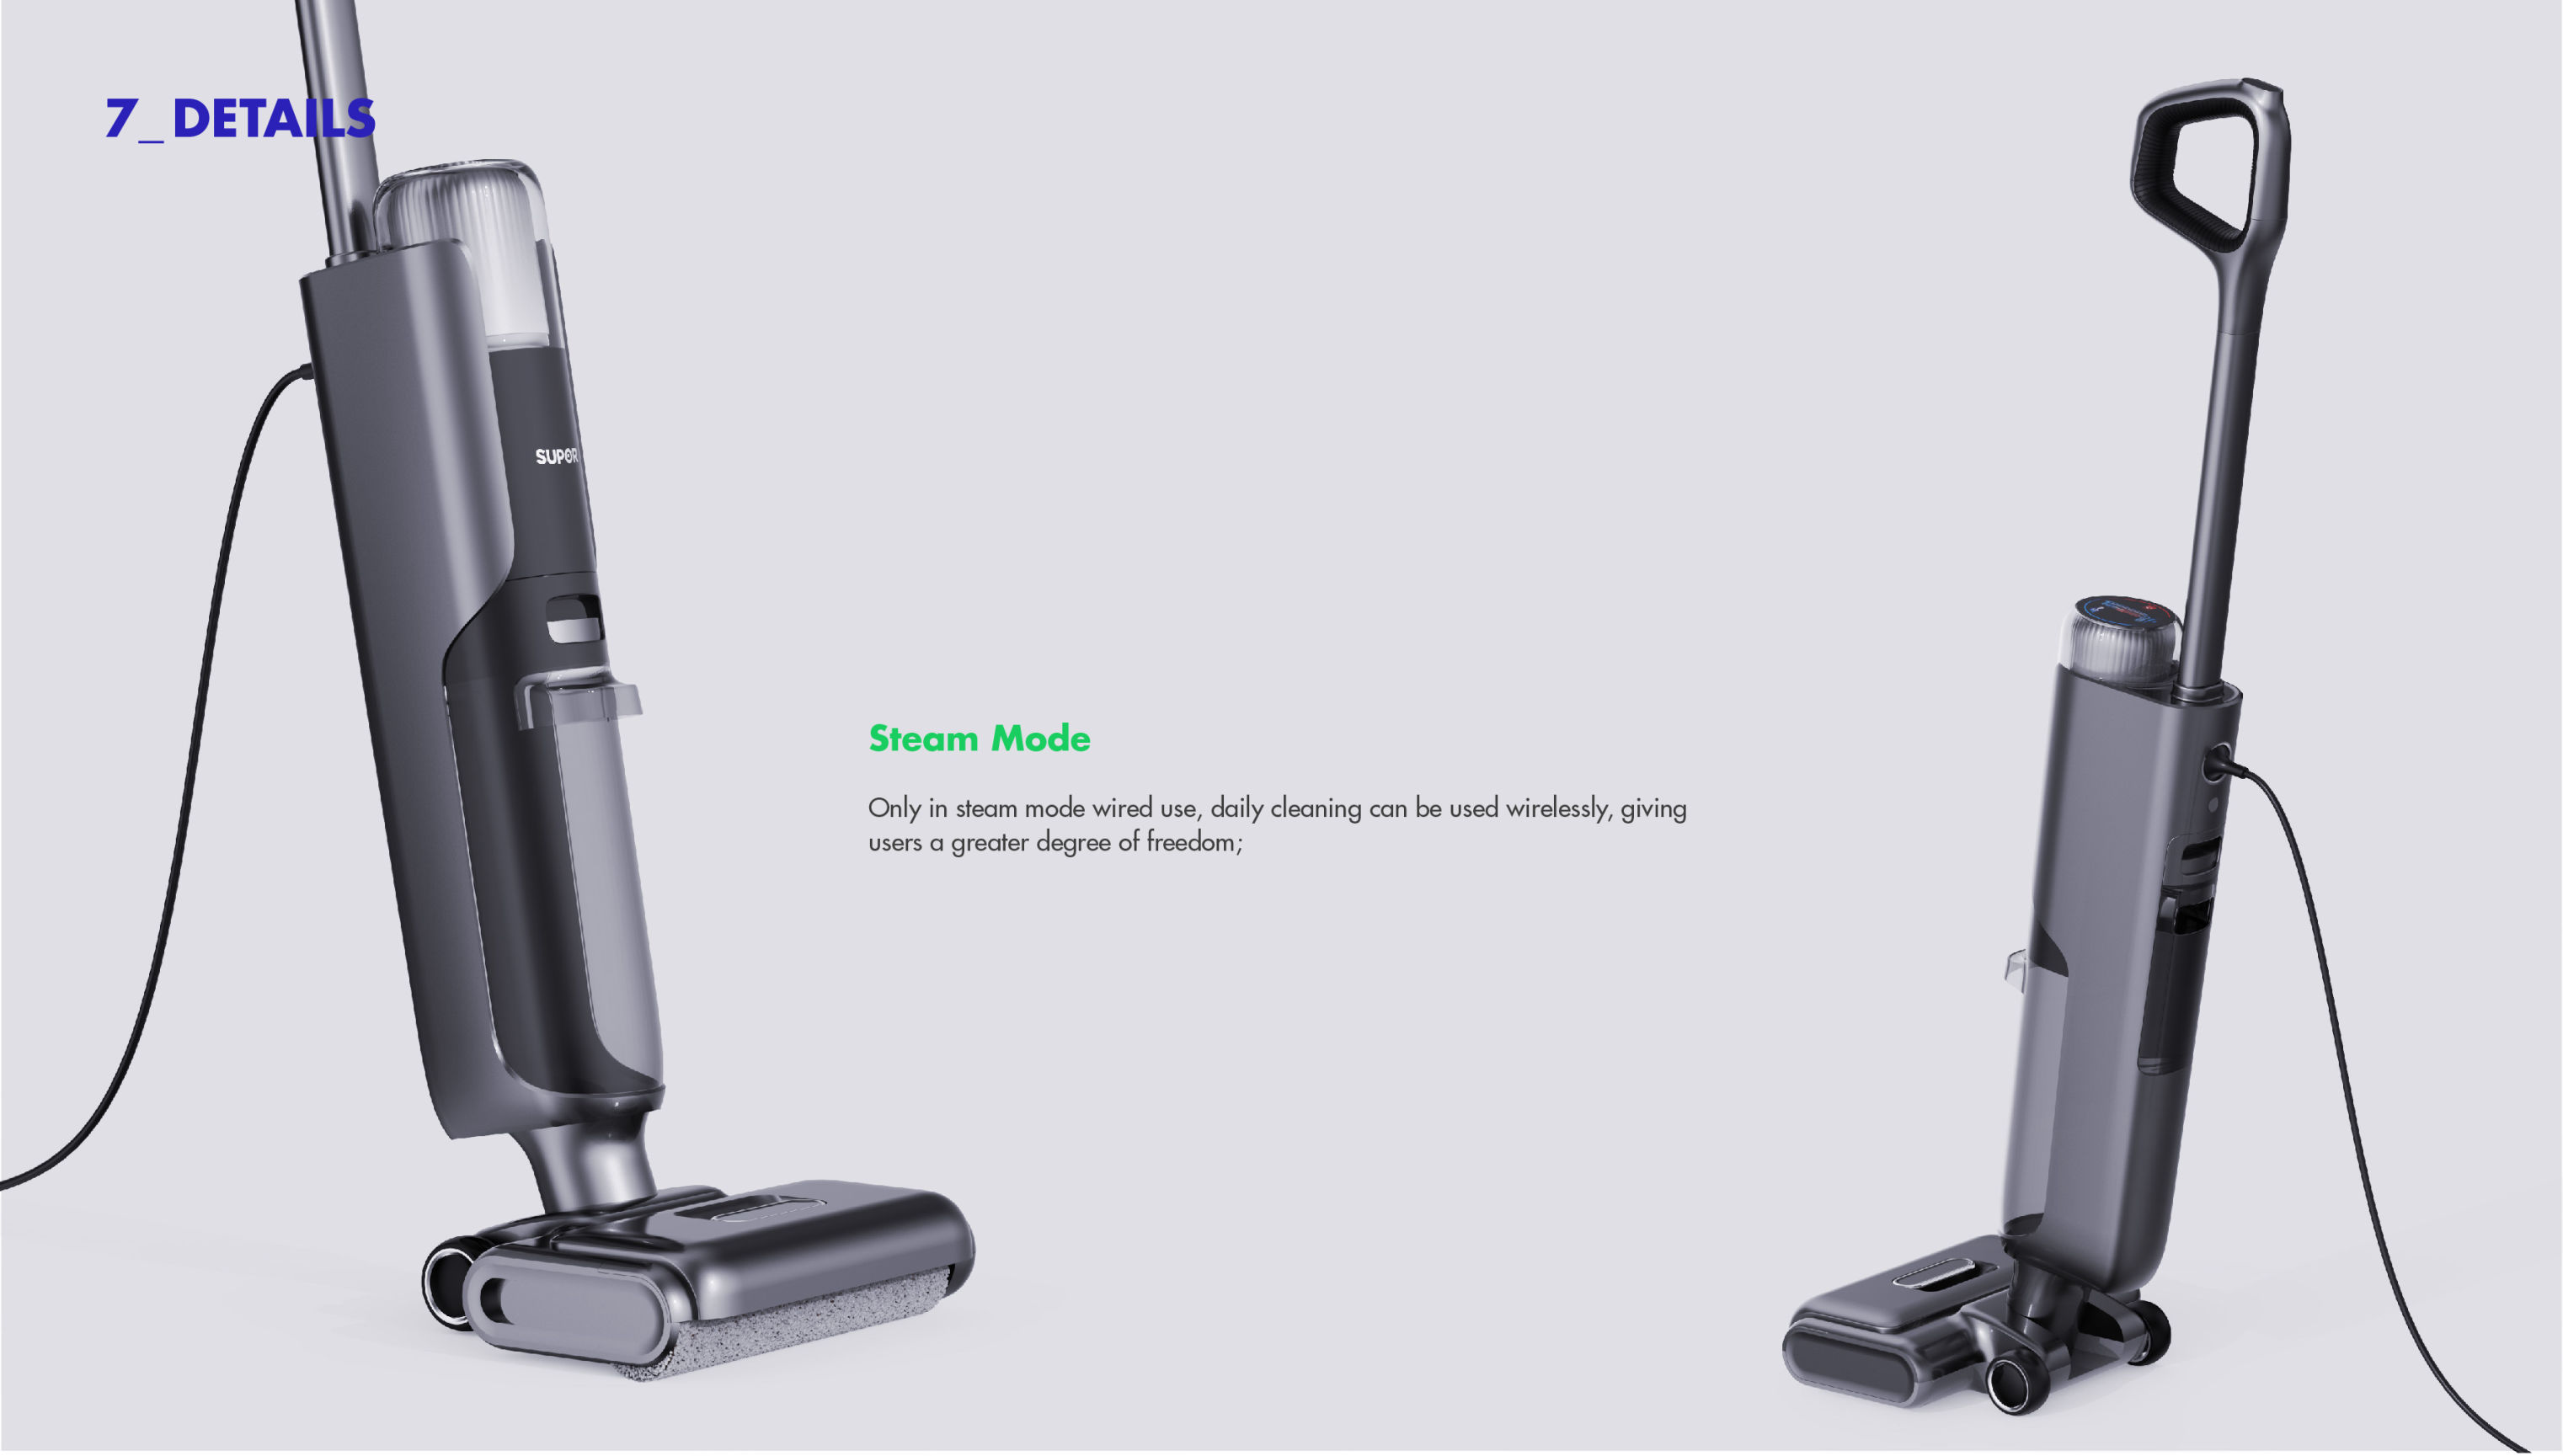 7_DETAILS
SUPOR
Steam Mode
Only in steam mode wired use, daily cleaning can be used wirelessly, giving
users a greater degree of freedom;